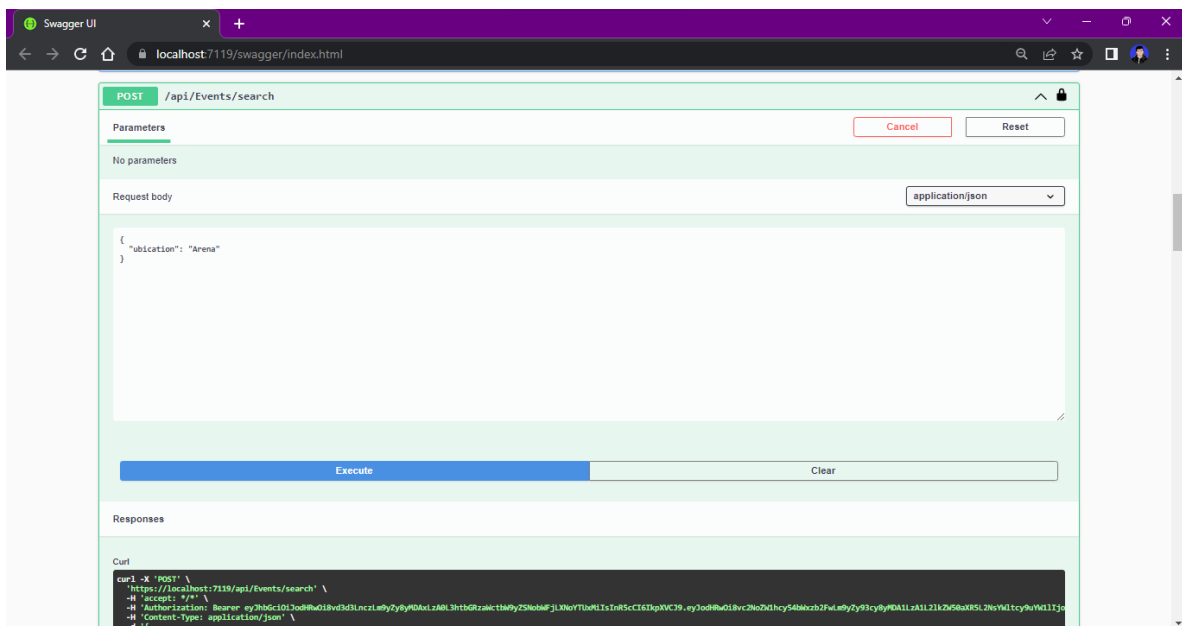 Swagger UI
localhost:7119/swagger/index.html
POST /api/Events/search
Parameters Cancel Reset
No parameters
Request body application/json
{
"ubication": "Arena"
}
Execute Clear
Responses
Curl
curl -X 'POST' \
'https://localhost:7119/api/Events/search' \
-H 'accept: */*' \
-H 'Authorization: Bearer
-H 'Content-Type: application/json' \
-d '{